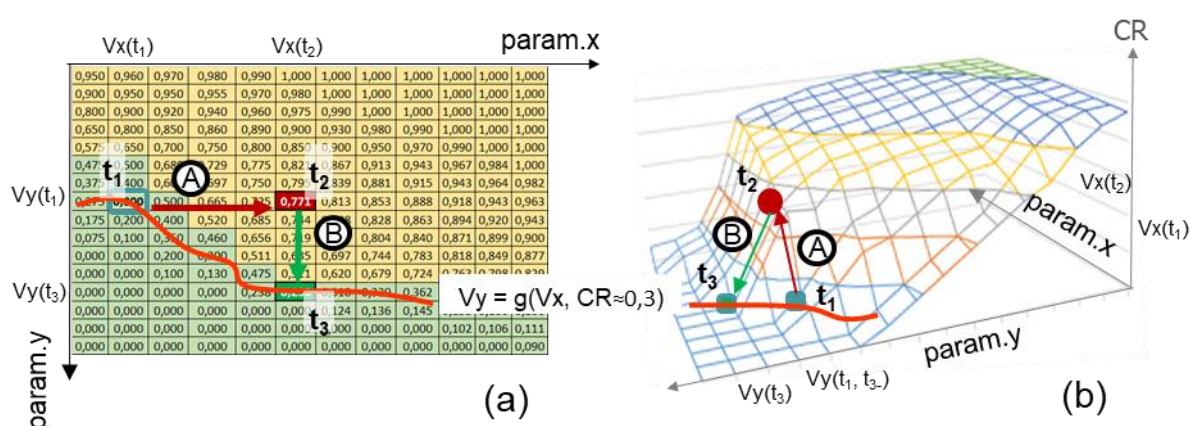 Vx(t₁) Vx(t₂) param.x
0,950 0,960 0,970 0,980 0,990 1,000 1,000 1,000 1,000 1,000 1,000 1,000
0,900 0,950 0,950 0,955 0,970 0,980 1,000 1,000 1,000 1,000 1,000 1,000
0,800 0,900 0,920 0,940 0,960 0,975 0,990 1,000 1,000 1,000 1,000 1,000
0,650 0,800 0,850 0,860 0,890 0,900 0,930 0,980 0,990 1,000 1,000 1,000
0,575 0,650 0,700 0,750 0,800 0,850 0,900 0,950 0,970 0,990 1,000 1,000
0,475 0,500 0,729 0,775 0,867 0,913 0,943 0,967 0,984 1,000
t₁ A t₂
0,375 0,400 0,750 0,839 0,881 0,915 0,943 0,964 0,982
Vy(t₁) 0,275 0,300 0,500 0,665 0,725 0,771 0,813 0,853 0,888 0,918 0,943 0,963
0,175 0,200 0,400 0,520 0,685 0,828 0,863 0,894 0,920 0,943
B
0,075 0,100 0,460 0,656 0,804 0,840 0,871 0,899 0,900
0,000 0,000 0,200 0,511 0,697 0,744 0,783 0,818 0,849 0,877
0,000 0,000 0,100 0,130 0,475 0,620 0,679 0,724 0,763 0,798 0,829
Vy(t₃) 0,000 0,000 0,000 0,000 0,238 0,362
Vy = g(Vx, CR≈0,3)
0,000 0,000 0,000 0,000 0,000 0,000 0,124 0,136 0,145
t₃
0,000 0,000 0,000 0,000 0,000 0,000 0,000 0,000 0,102 0,106 0,111
0,000 0,000 0,000 0,000 0,000 0,000 0,000 0,000 0,000 0,000 0,090
param.y
(a)
CR
Vx(t₂)
Vx(t₁)
param.x
t₂
B
A
t₃
t₁
param.y
Vy(t₁, t₃₋)
Vy(t₃)
(b)